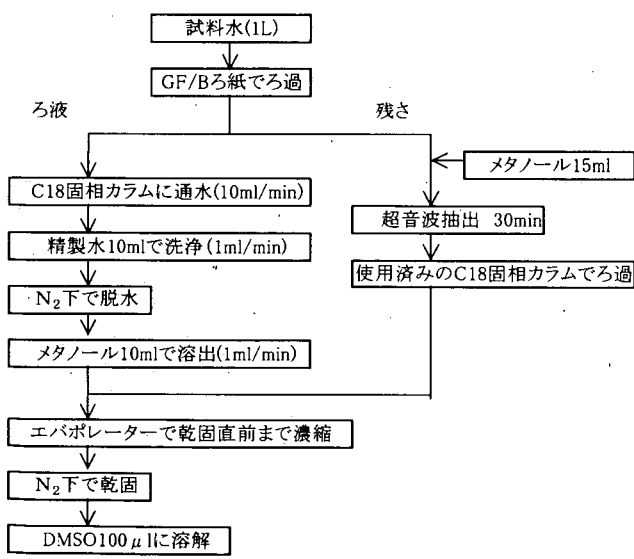 試料水(1L)
GF/Bろ紙でろ過
ろ液
残さ
メタノール15ml
C18固相カラムに通水(10ml/min)
超音波抽出 30min
精製水10mlで洗浄(1ml/min)
使用済みのC18固相カラムでろ過
N₂下で脱水
メタノール10mlで溶出(1ml/min)
エバポレーターで乾固直前まで濃縮
N₂下で乾固
DMSO100μlに溶解